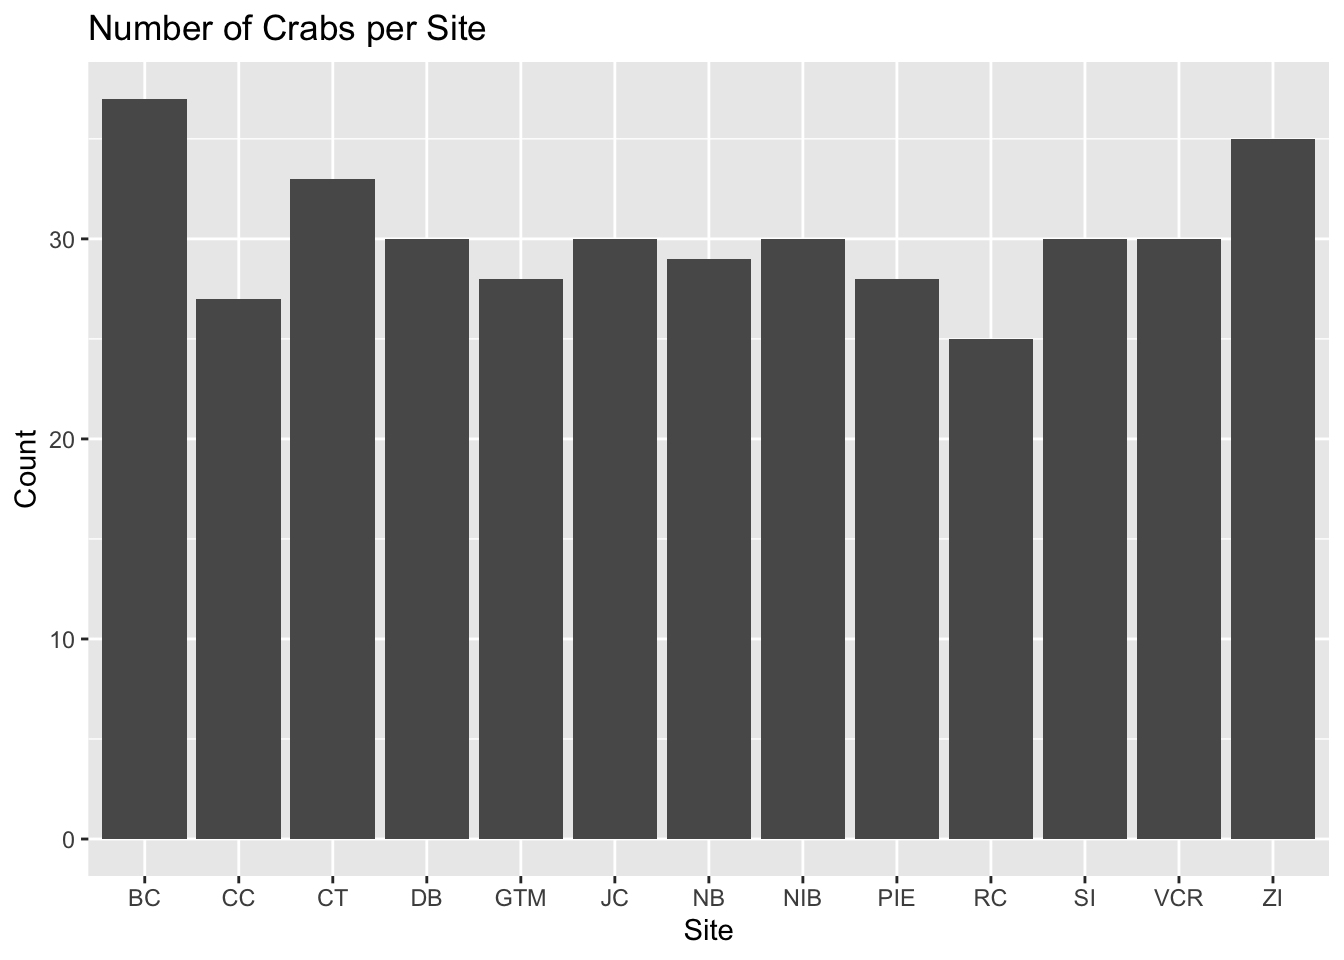 Number of Crabs per Site
Count
30
20
10
0
BC CC CT DB GTM JC NB NIB PIE RC SI VCR ZI
Site